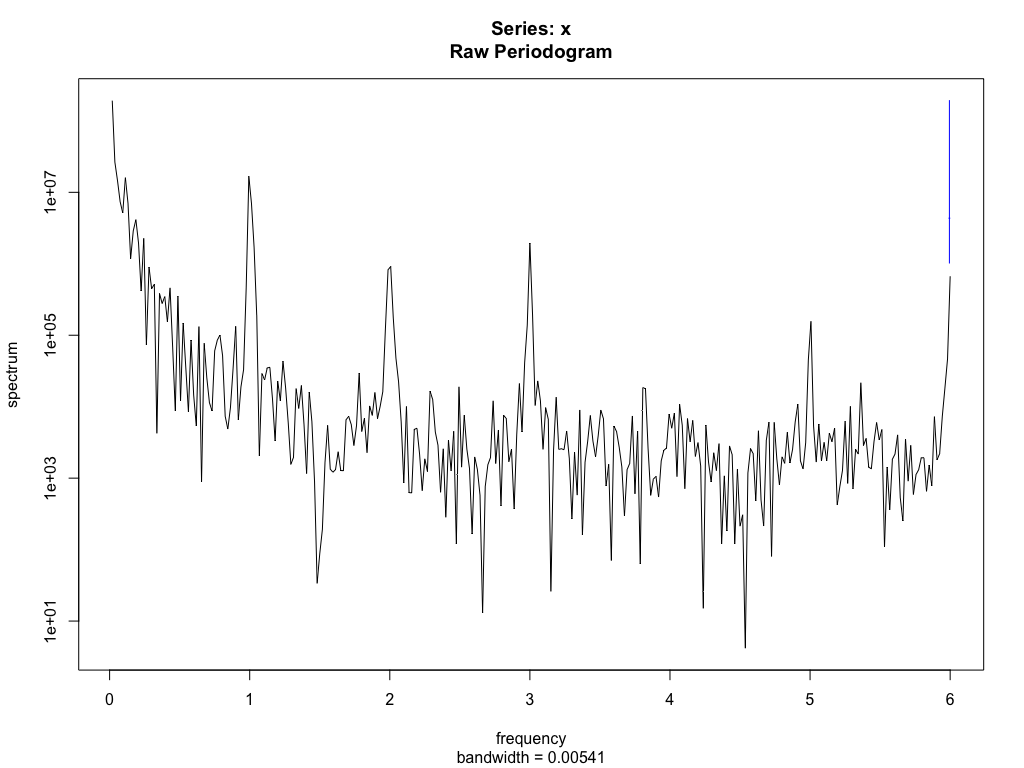 Series: x
Raw Periodogram
1e+07
1e+05
1e+03
1e+01
spectrum
0 1 2 3 4 5 6
frequency
bandwidth = 0.00541